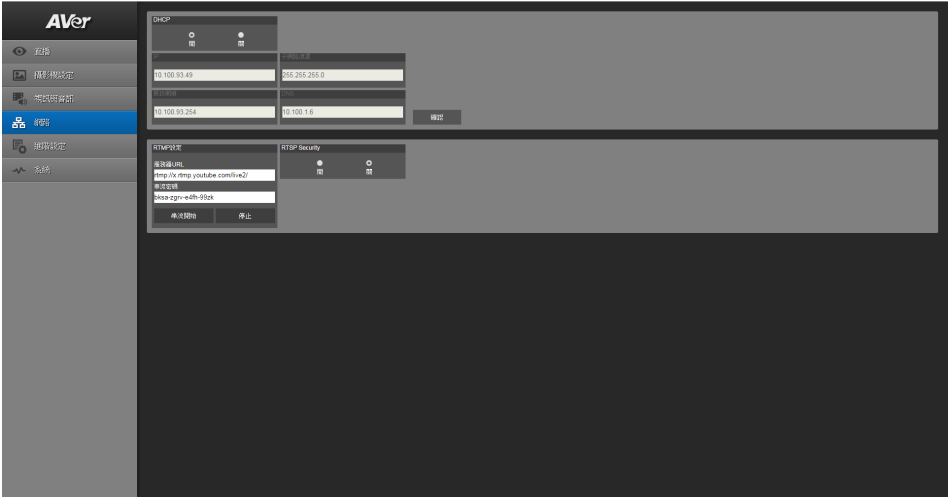 AVer
直播
攝影機設定
視訊與音訊
網路
進階設定
系統
DHCP
開
關
IP
子網路遮罩
10.100.93.49
255.255.255.0
預設閘道
DNS
10.100.93.254
10.100.1.6
確認
RTMP設定
服務器URL
rtmp://x.rtmp.youtube.com/live2/
串流密碼
bksa-zgrv-e4fh-99zk
串流開始
停止
RTSP Security
開
關